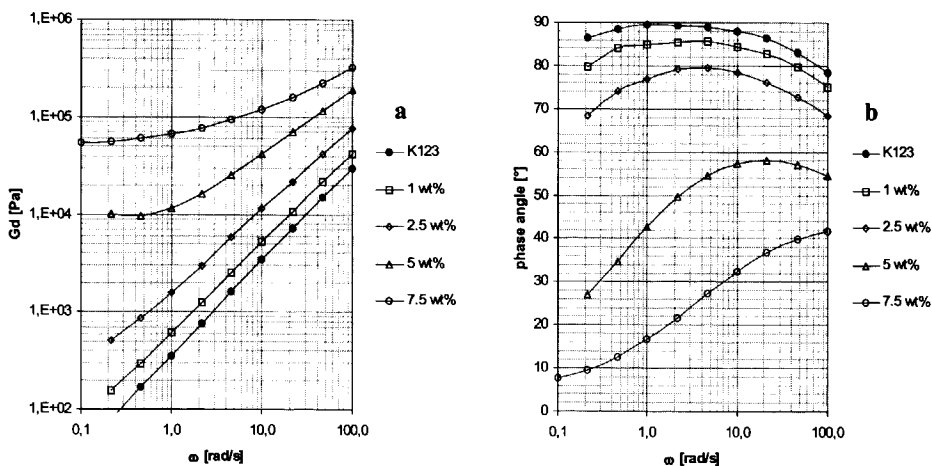 1,E+06
1,E+05
1,E+04
1,E+03
1,E+02
0,1
1,0
10,0
100,0
Gd [Pa]
ω [rad/s]
a
K123
1 wt%
2.5 wt%
5 wt%
7.5 wt%
90
80
70
60
50
40
30
20
10
0
0,1
1,0
10,0
100,0
phase angle [°]
ω [rad/s]
b
K123
1 wt%
2.5 wt%
5 wt%
7.5 wt%